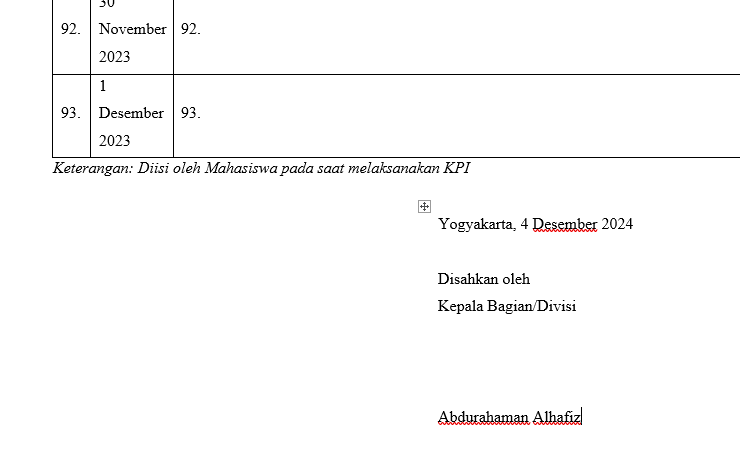 30
92. November 92.
2023
1
93. Desember 93.
2023
Keterangan: Diisi oleh Mahasiswa pada saat melaksanakan KPI
Yogyakarta, 4 Desember 2024
Disahkan oleh
Kepala Bagian/Divisi
Abdurahaman Alhafiz